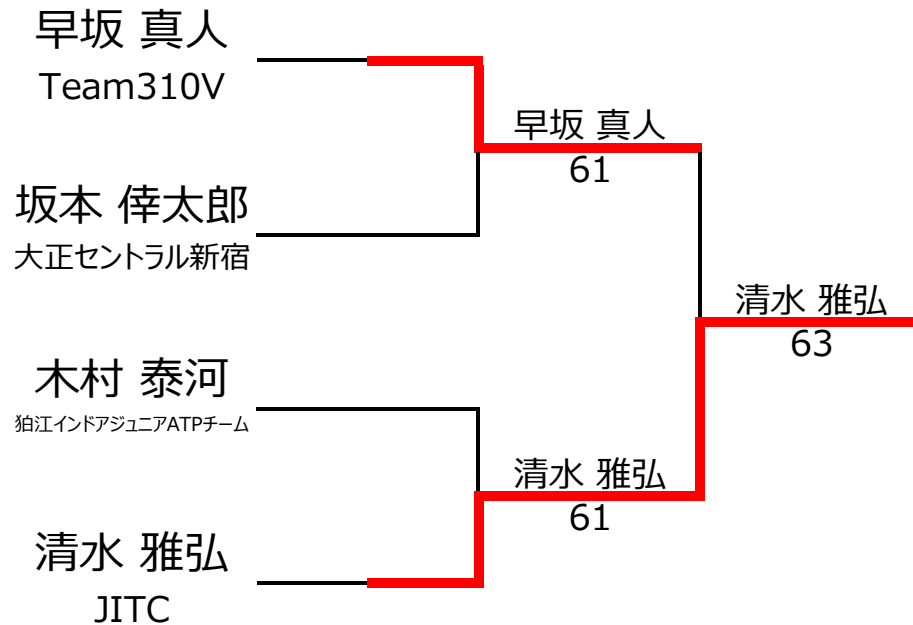 早坂 真人
Team310V
早坂 真人
61
坂本 倖太郎
大正セントラル新宿
清水 雅弘
63
木村 泰河
狛江インドアジュニアATPチーム
清水 雅弘
61
清水 雅弘
JITC